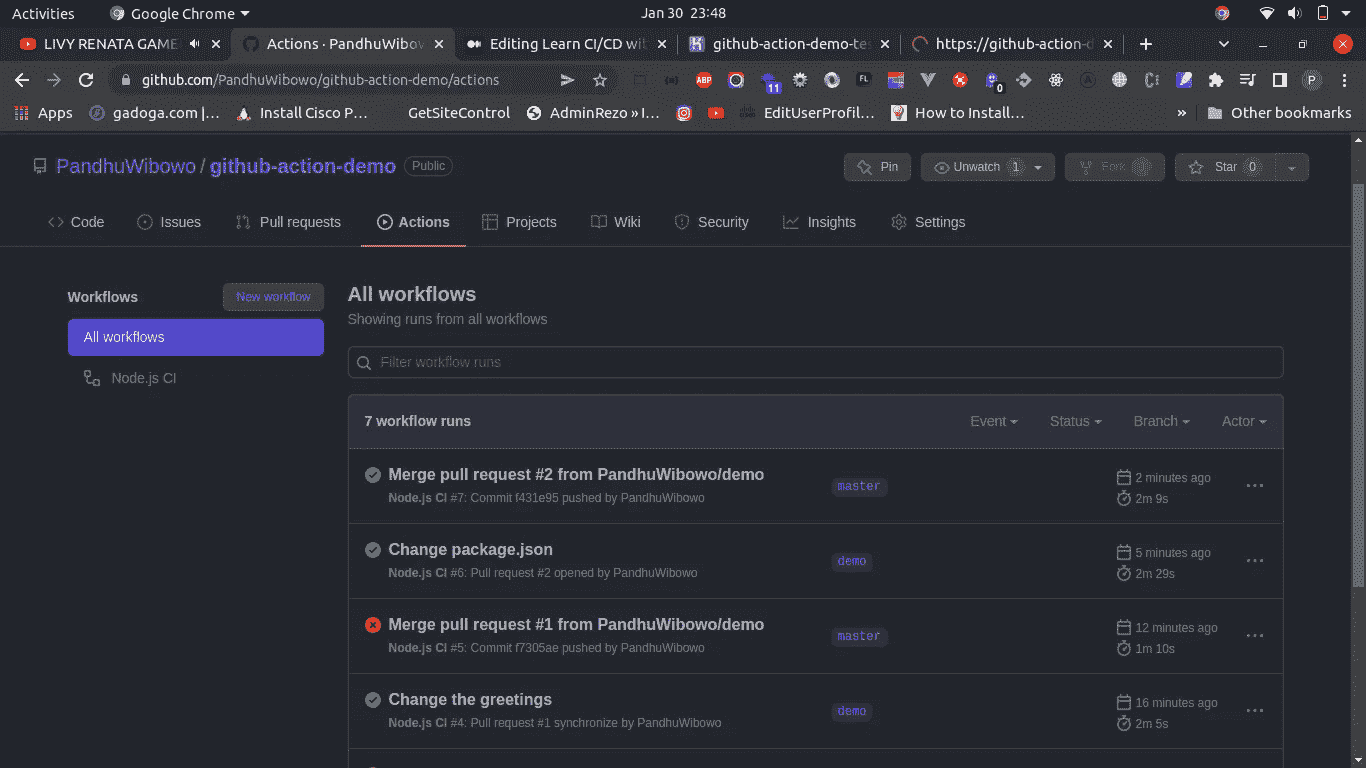 Activities Google Chrome Jan 30 23:48
LIVY RENATA GAME Actions · PandhuWibov Editing Learn CI/CD wit github-action-demo-te https://github-action-d
github.com/PandhuWibowo/github-action-demo/actions ABP 11 FL 0 P
Apps gadoga.com |... Install Cisco P... GetSiteControl AdminRezo » I... EditUserProfil... How to Install... » Other bookmarks
PandhuWibowo / github-action-demo Public Pin Unwatch 1 Fork Star 0
Code Issues Pull requests Actions Projects Wiki Security Insights Settings
Workflows New workflow
All workflows
Node.js CI
All workflows
Showing runs from all workflows
Filter workflow runs
7 workflow runs Event Status Branch Actor
Merge pull request #2 from PandhuWibowo/demo master 2 minutes ago
Node.js CI #7: Commit f431e95 pushed by PandhuWibowo 2m 9s
Change package.json demo 5 minutes ago
Node.js CI #6: Pull request #2 opened by PandhuWibowo 2m 29s
Merge pull request #1 from PandhuWibowo/demo master 12 minutes ago
Node.js CI #5: Commit f7305ae pushed by PandhuWibowo 1m 10s
Change the greetings demo 16 minutes ago
Node.js CI #4: Pull request #1 synchronize by PandhuWibowo 2m 5s